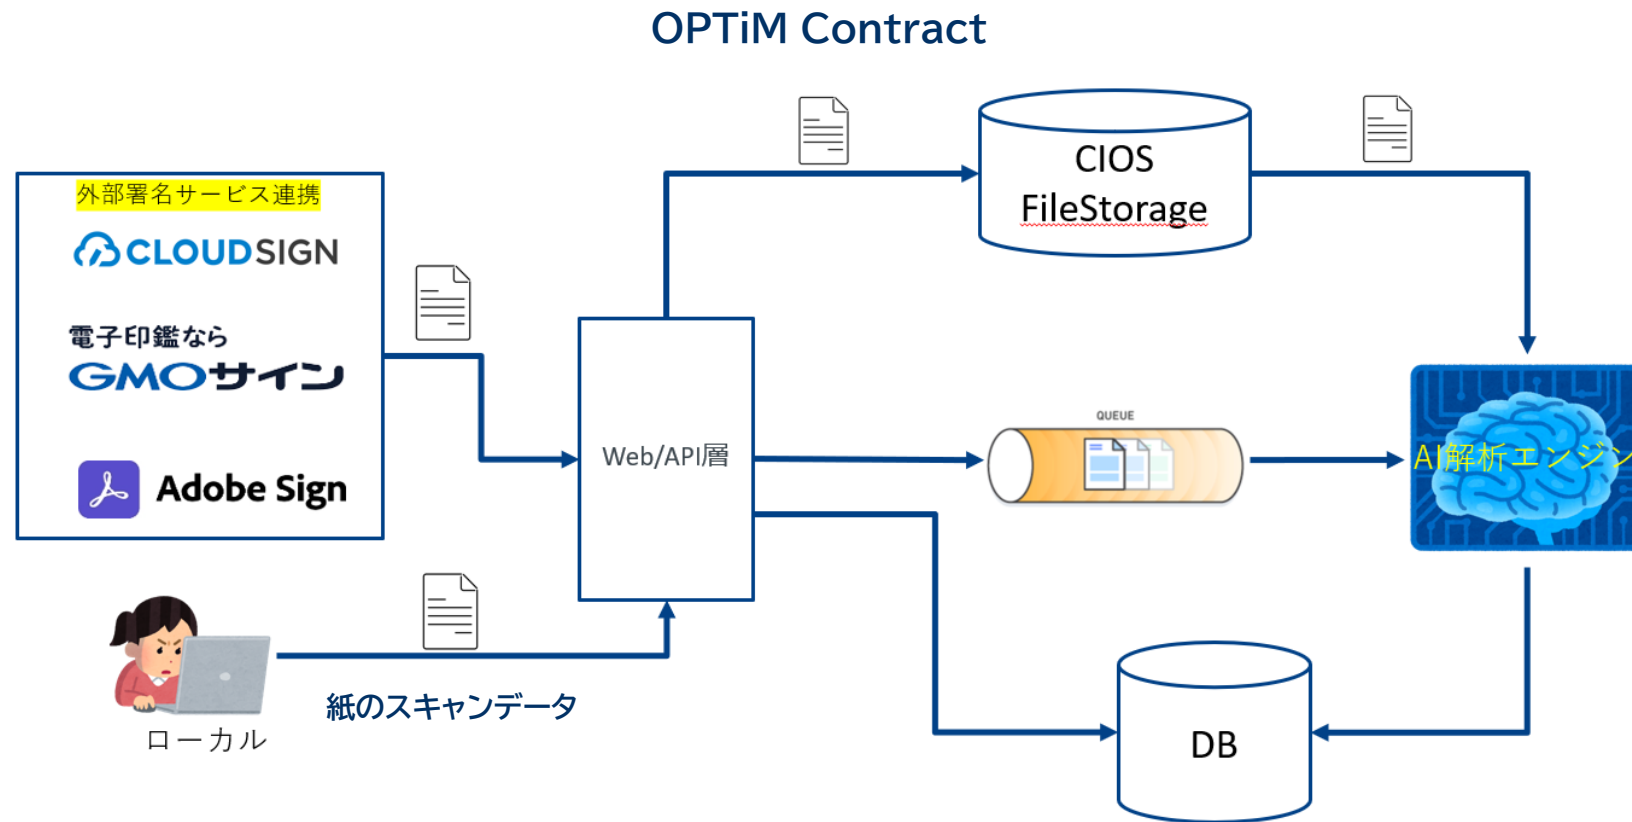 OPTiM Contract
外部署名サービス連携
CLOUDSIGN
電子印鑑なら
GMOサイン
Adobe Sign
ローカル
紙のスキャンデータ
Web/API層
CIOS
FileStorage
QUEUE
AI解析エンジン
DB